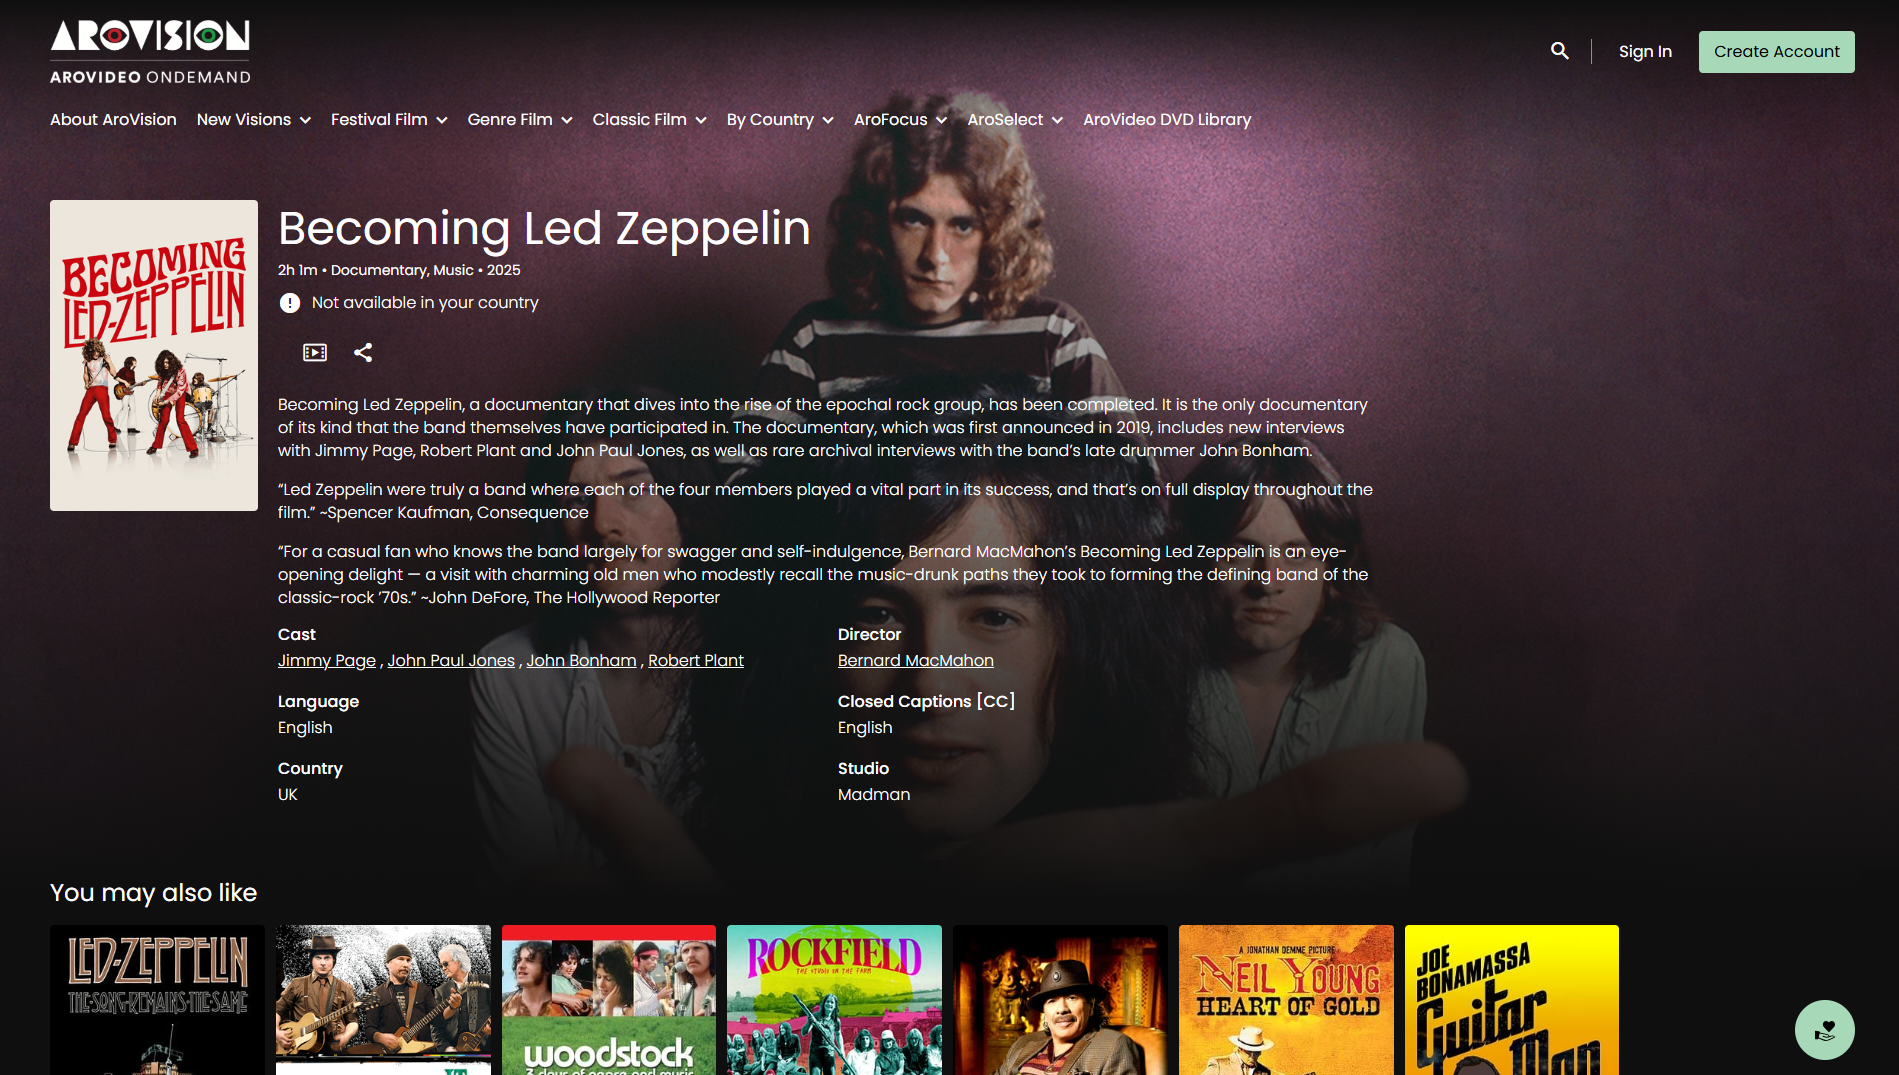 AROVISION
AROVIDEO ONDEMAND
Sign In
Create Account
About AroVision
New Visions
Festival Film
Genre Film
Classic Film
By Country
AroFocus
AroSelect
AroVideo DVD Library
BECOMING
LED-ZEPPELIN
Becoming Led Zeppelin
2h 1m • Documentary, Music • 2025
Not available in your country
Becoming Led Zeppelin, a documentary that dives into the rise of the epochal rock group, has been completed. It is the only documentary
of its kind that the band themselves have participated in. The documentary, which was first announced in 2019, includes new interviews
with Jimmy Page, Robert Plant and John Paul Jones, as well as rare archival interviews with the band’s late drummer John Bonham.
“Led Zeppelin were truly a band where each of the four members played a vital part in its success, and that’s on full display throughout the
film.” ~Spencer Kaufman, Consequence
“For a casual fan who knows the band largely for swagger and self-indulgence, Bernard MacMahon’s Becoming Led Zeppelin is an eye-
opening delight — a visit with charming old men who modestly recall the music-drunk paths they took to forming the defining band of the
classic-rock ’70s.” ~John DeFore, The Hollywood Reporter
Cast
Jimmy Page , John Paul Jones , John Bonham , Robert Plant
Director
Bernard MacMahon
Language
English
Closed Captions [CC]
English
Country
UK
Studio
Madman
You may also like
LED-ZEPPELIN
THE·SONG·REMAINS·THE·SAME
woodstock
3 days of peace and music
ROCKFIELD
THE STUDIO ON THE FARM
A JONATHAN DEMME PICTURE
NEIL YOUNG
HEART OF GOLD
JOE
BONAMASSA
Guitar
Man